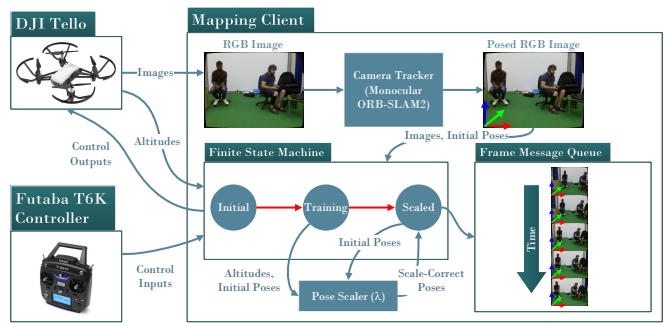 DJI Tello
Mapping Client
RGB Image
Posed RGB Image
Images
Camera Tracker
(Monocular
ORB-SLAM2)
Altitudes
Images, Initial Poses
Control
Outputs
Finite State Machine
Frame Message Queue
Futaba T6K
Controller
Initial
Training
Scaled
Time
Initial Poses
Control
Inputs
Altitudes,
Initial Poses
Scale-Correct
Poses
Pose Scaler (λ)